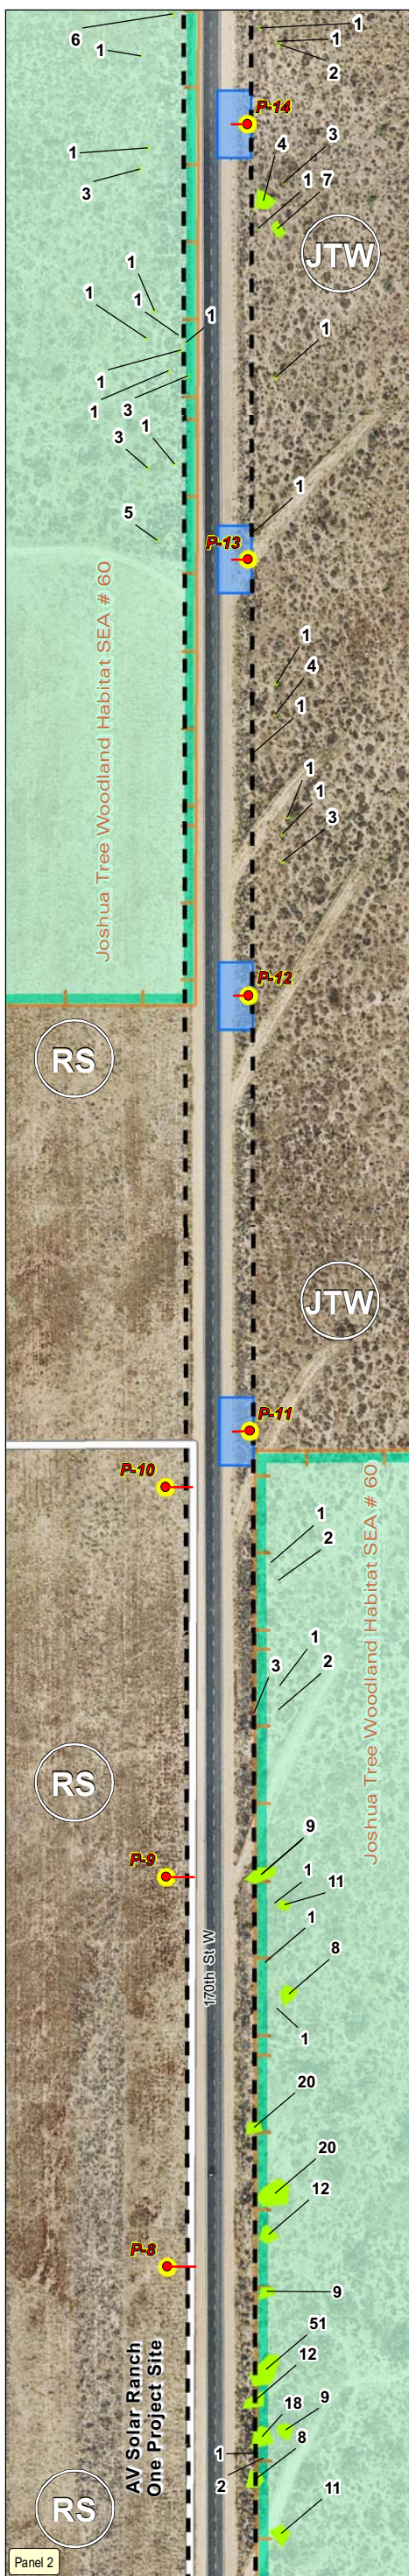 6
1
1
1
2
P-14
1
3
4
3
1
7
JTW
1
1
1
1
1
1
1
3
1
3
1
1
5
P-13
Joshua Tree Woodland Habitat SEA # 60
1
4
1
1
1
3
P-12
RS
JTW
P-11
P-10
Joshua Tree Woodland Habitat SEA # 60
1
2
1
3
2
RS
9
P-9
1
11
1
170th St W
8
1
20
20
12
P-8
9
51
AV Solar Ranch
One Project Site
12
18
9
1
8
2
RS
11
Panel 2